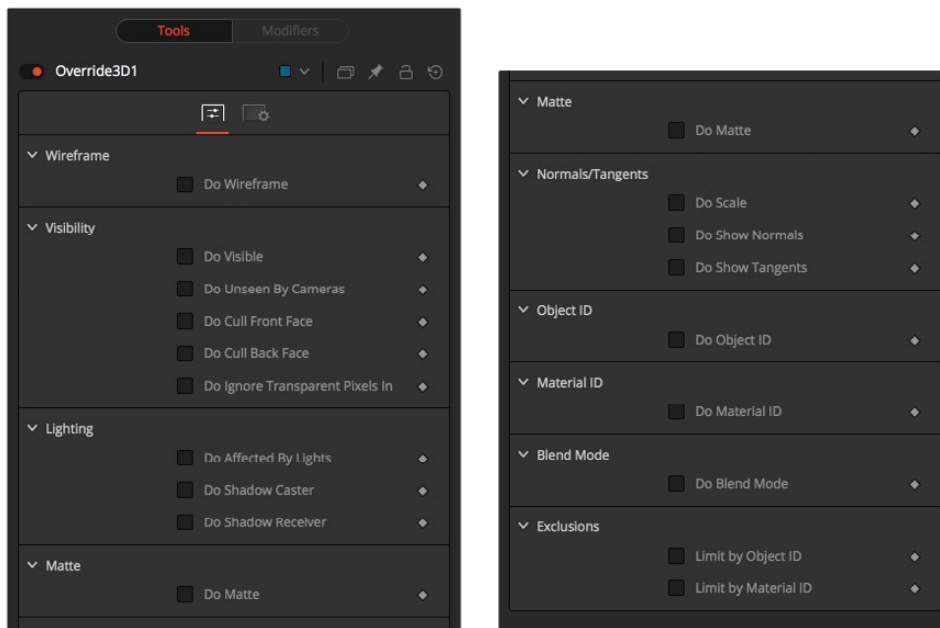 Tools Modifiers
Override3D1
Wireframe
Do Wireframe
Visibility
Do Visible
Do Unseen By Cameras
Do Cull Front Face
Do Cull Back Face
Do Ignore Transparent Pixels In
Lighting
Do Affected By Lights
Do Shadow Caster
Do Shadow Receiver
Matte
Do Matte
Matte
Do Matte
Normals/Tangents
Do Scale
Do Show Normals
Do Show Tangents
Object ID
Do Object ID
Material ID
Do Material ID
Blend Mode
Do Blend Mode
Exclusions
Limit by Object ID
Limit by Material ID